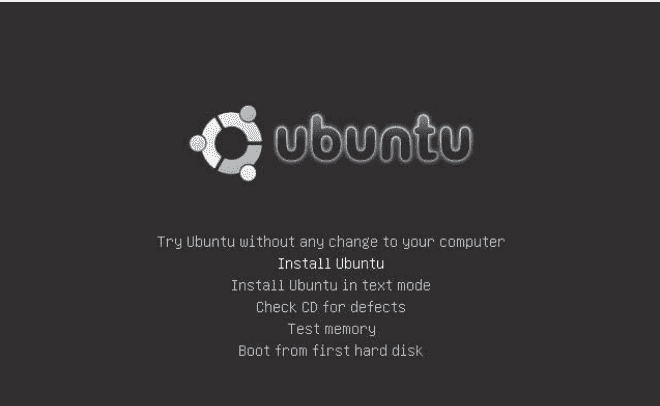 ubuntu
Try Ubuntu without any change to your computer
Install Ubuntu
Install Ubuntu in text mode
Check CD for defects
Test memory
Boot from first hard disk